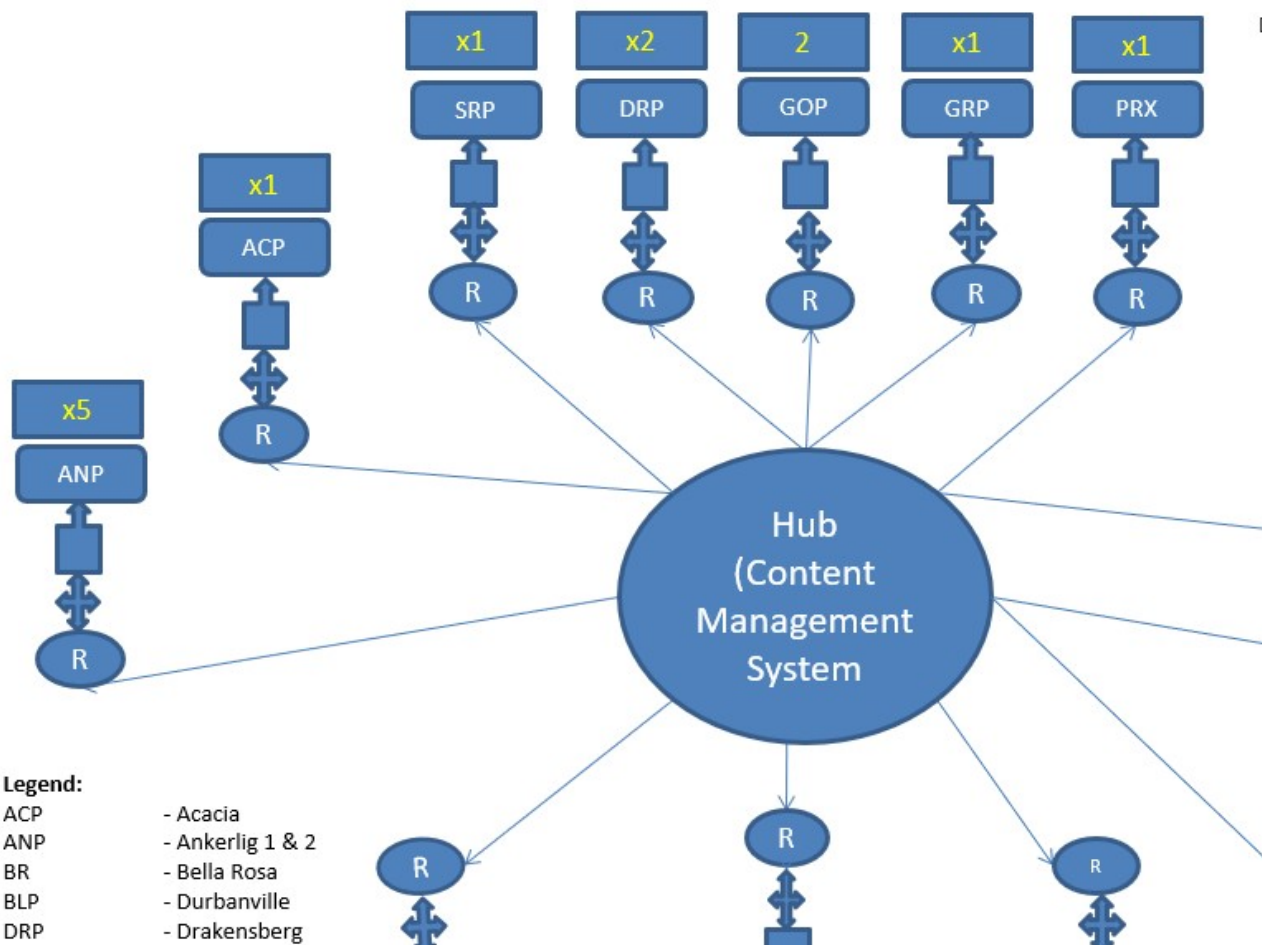 x1
x2
2
x1
x1
SRP
DRP
GOP
GRP
PRX
x1
ACP
R
R
R
R
R
x5
ANP
R
R
Hub
(Content
Management
System
Legend:
ACP - Acacia
ANP - Ankerlig 1 & 2
BR - Bella Rosa
BLP - Durbanville
DRP - Drakensberg
R
R
R